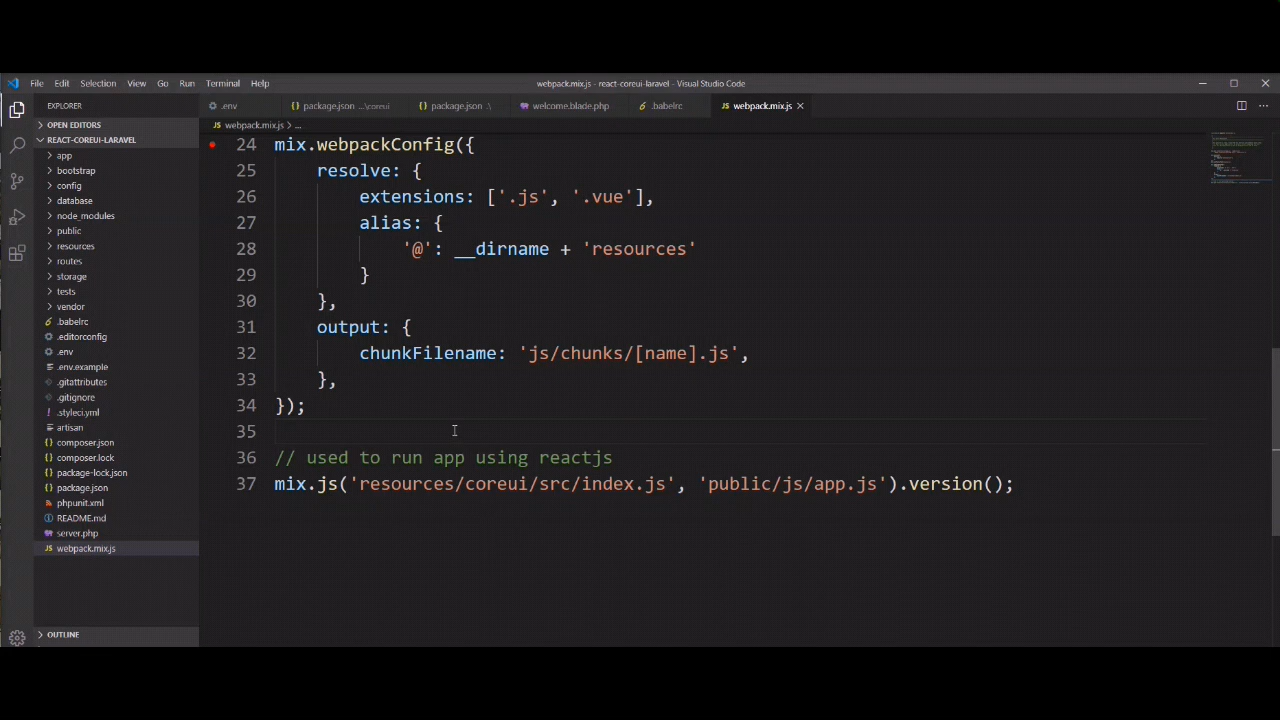 File Edit Selection View Go Run Terminal Help
webpack.mix.js - react-coreui-laravel - Visual Studio Code
EXPLORER
.env
package.json ...\coreui
package.json .\
welcome.blade.php
.babelrc
webpack.mix.js
OPEN EDITORS
REACT-COREUI-LARAVEL
app
bootstrap
config
database
node_modules
public
resources
routes
storage
tests
vendor
.babelrc
.editorconfig
.env
.env.example
.gitattributes
.gitignore
.styleci.yml
artisan
composer.json
composer.lock
package-lock.json
package.json
phpunit.xml
README.md
server.php
webpack.mix.js
OUTLINE
webpack.mix.js > ...
24 mix.webpackConfig({
25 resolve: {
26 extensions: ['.js', '.vue'],
27 alias: {
28 '@': __dirname + 'resources'
29 }
30 },
31 output: {
32 chunkFilename: 'js/chunks/[name].js',
33 },
34 });
35
36 // used to run app using reactjs
37 mix.js('resources/coreui/src/index.js', 'public/js/app.js').version();